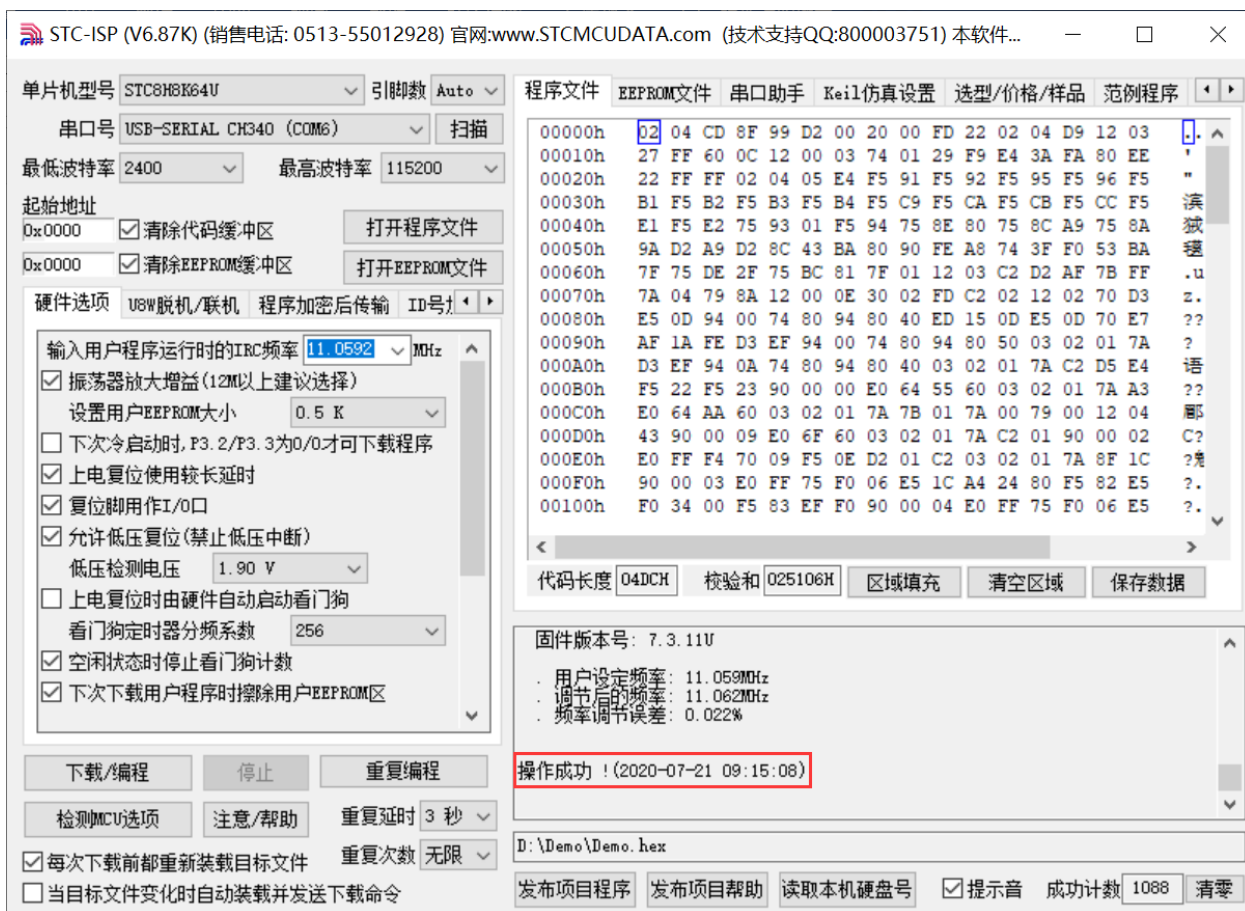 STC-ISP (V6.87K) (销售电话: 0513-55012928) 官网:www.STCMCUDATA.com (技术支持QQ:800003751) 本软件...
单片机型号 STC8H8K64U 引脚数 Auto
串口号 USB-SERIAL CH340 (COM6) 扫描
最低波特率 2400 最高波特率 115200
起始地址
0x0000 清除代码缓冲区 打开程序文件
0x0000 清除EEPROM缓冲区 打开EEPROM文件
硬件选项 U8W脱机/联机 程序加密后传输 ID号
输入用户程序运行时的IRC频率 11.0592 MHz
振荡器放大增益(12M以上建议选择)
设置用户EEPROM大小 0.5 K
下次冷启动时,P3.2/P3.3为0/0才可下载程序
上电复位使用较长延时
复位脚用作I/O口
允许低压复位(禁止低压中断)
低压检测电压 1.90 V
上电复位时由硬件自动启动看门狗
看门狗定时器分频系数 256
空闲状态时停止看门狗计数
下次下载用户程序时擦除用户EEPROM区
下载/编程 停止 重复编程
检测MCU选项 注意/帮助 重复延时 3 秒
每次下载前都重新装载目标文件 重复次数 无限
当目标文件变化时自动装载并发送下载命令
程序文件 EEPROM文件 串口助手 Keil仿真设置 选型/价格/样品 范例程序
00000h 02 04 CD 8F 99 D2 00 20 00 FD 22 02 04 D9 12 03 ..
00010h 27 FF 60 0C 12 00 03 74 01 29 F9 E4 3A FA 80 EE '
00020h 22 FF FF 02 04 05 E4 F5 91 F5 92 F5 95 F5 96 F5 "
00030h B1 F5 B2 F5 B3 F5 B4 F5 C9 F5 CA F5 CB F5 CC F5 滨
00040h E1 F5 E2 75 93 01 F5 94 75 8E 80 75 8C A9 75 8A
00050h 9A D2 A9 D2 8C 43 BA 80 90 FE A8 74 3F F0 53 BA
00060h 7F 75 DE 2F 75 BC 81 7F 01 12 03 C2 D2 AF 7B FF .u
00070h 7A 04 79 8A 12 00 0E 30 02 FD C2 02 12 02 70 D3 z.
00080h E5 0D 94 00 74 80 94 80 40 ED 15 0D E5 0D 70 E7 ??
00090h AF 1A FE D3 EF 94 00 74 80 94 80 50 03 02 01 7A ?
000A0h D3 EF 94 0A 74 80 94 80 40 03 02 01 7A C2 D5 E4 语
000B0h F5 22 F5 23 90 00 00 E0 64 55 60 03 02 01 7A A3 ??
000C0h E0 64 AA 60 03 02 01 7A 7B 01 7A 00 79 00 12 04 郿
000D0h 43 90 00 09 E0 6F 60 03 02 01 7A C2 01 90 00 02 C?
000E0h E0 FF F4 70 09 F5 0E D2 01 C2 03 02 01 7A 8F 1C
000F0h 90 00 03 E0 FF 75 F0 06 E5 1C A4 24 80 F5 82 E5 ?.
00100h F0 34 00 F5 83 EF F0 90 00 04 E0 FF 75 F0 06 E5 ?.
代码长度 04DCH 校验和 025106H 区域填充 清空区域 保存数据
固件版本号: 7.3.11U
. 用户设定频率: 11.059MHz
. 调节后的频率: 11.062MHz
. 频率调节误差: 0.022%
操作成功 !(2020-07-21 09:15:08)
D:\Demo\Demo.hex
发布项目程序 发布项目帮助 读取本机硬盘号 提示音 成功计数 1088 清零